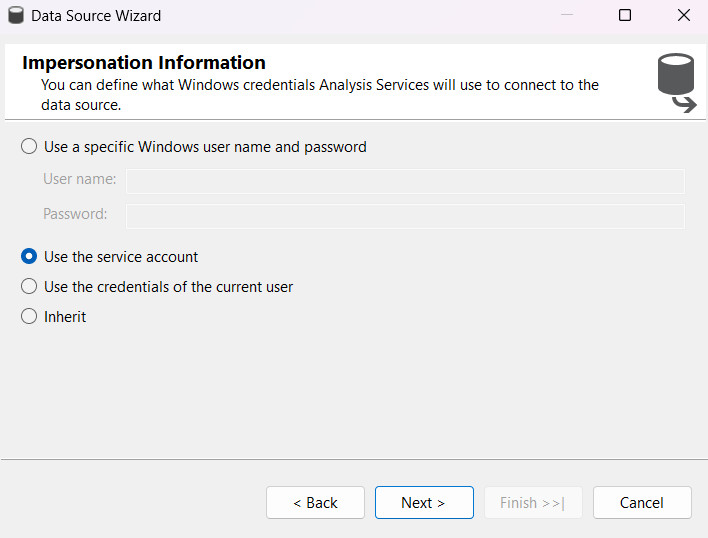 Data Source Wizard
Impersonation Information
You can define what Windows credentials Analysis Services will use to connect to the
data source.
Use a specific Windows user name and password
User name:
Password:
Use the service account
Use the credentials of the current user
Inherit
< Back
Next >
Finish >>|
Cancel